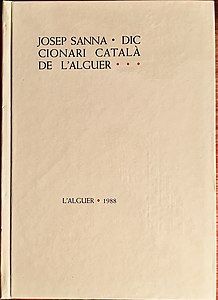 JOSEP SANNA • DIC
CIONARI CATALÀ
DE L'ALGUER • • •
L'ALGUER • 1988